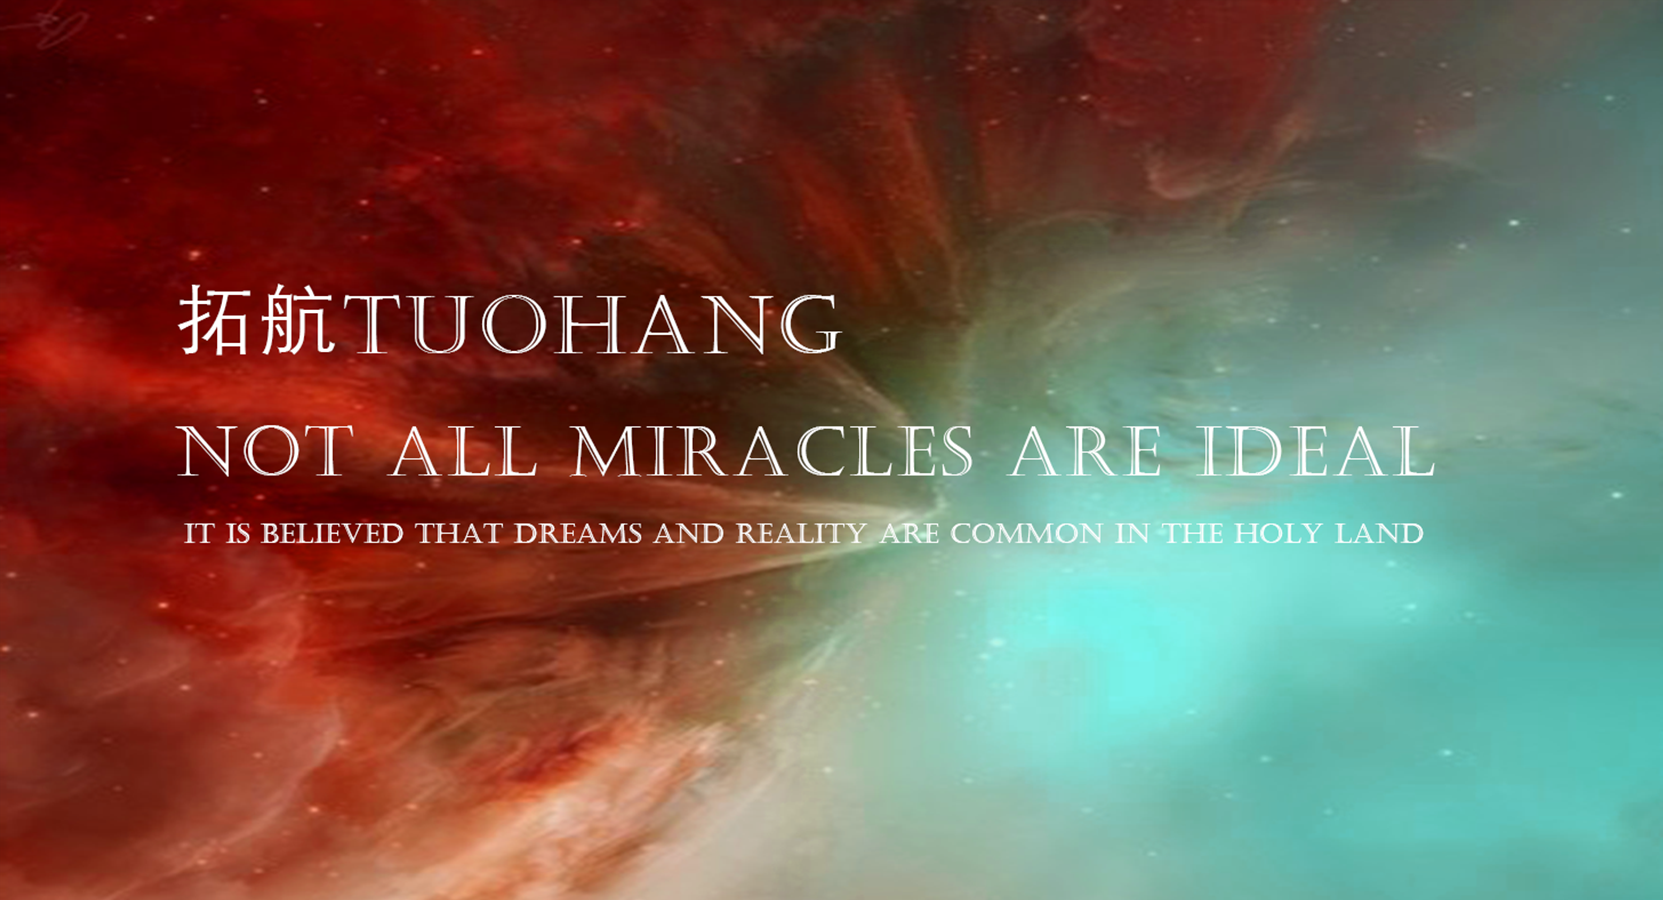 拓航TUOHANG
NOT ALL MIRACLES ARE IDEAL
IT IS BELIEVED THAT DREAMS AND REALITY ARE COMMON IN THE HOLY LAND